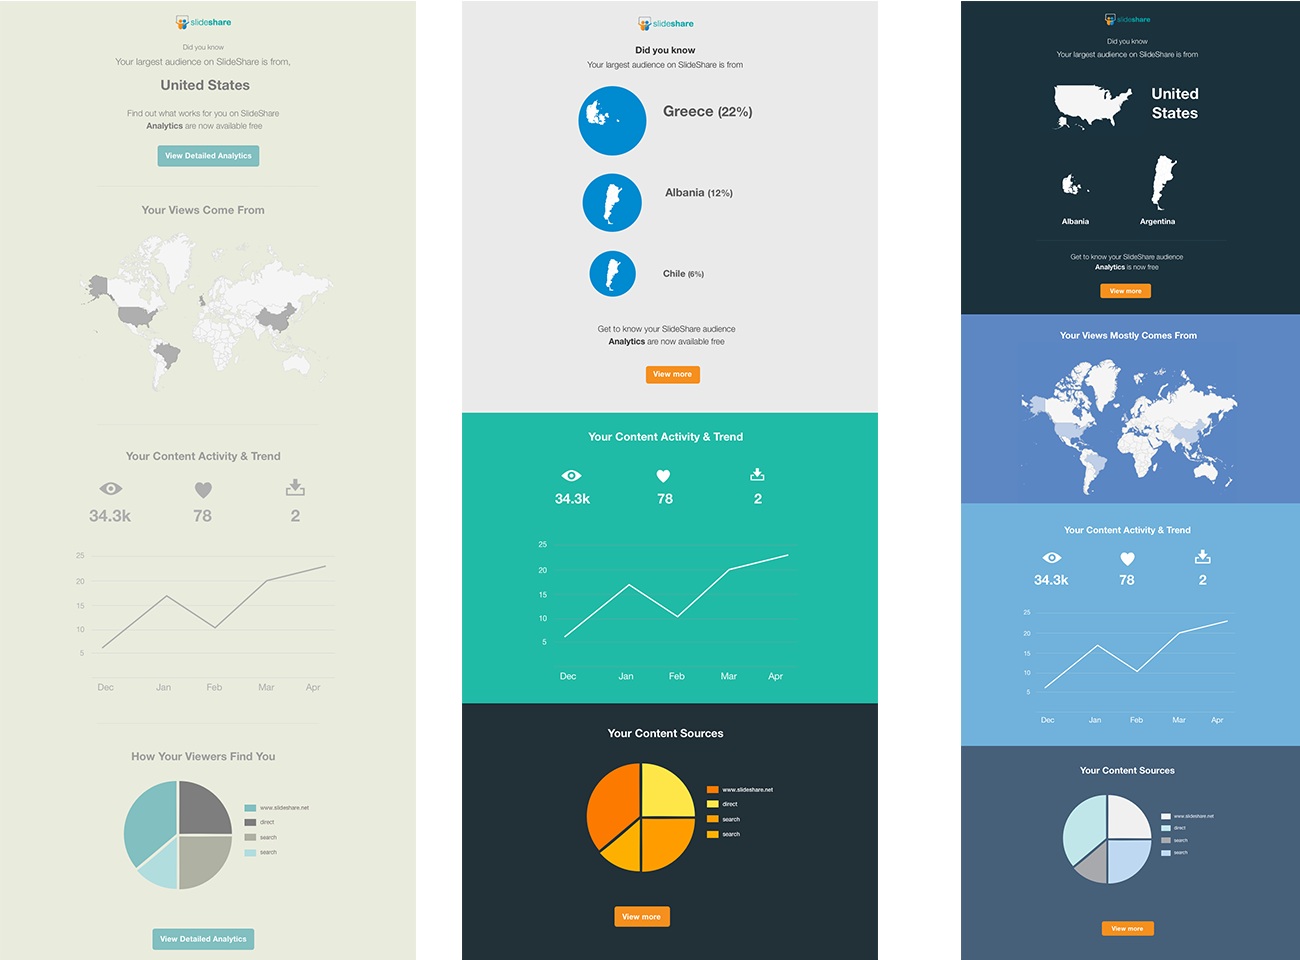 slideshare
Did you know
Your largest audience on SlideShare is from,
United States
Find out what works for you on SlideShare
Analytics are now available free
View Detailed Analytics
Your Views Come From
Your Content Activity & Trend
34.3k 78 2
25
20
15
10
5
Dec Jan Feb Mar Apr
How Your Viewers Find You
www.slideshare.net
direct
search
search
View Detailed Analytics
slideshare
Did you know
Your largest audience on SlideShare is from
Greece (22%)
Albania (12%)
Chile (6%)
Get to know your SlideShare audience
Analytics are now available free
View more
Your Content Activity & Trend
34.3k 78 2
25
20
15
10
5
Dec Jan Feb Mar Apr
Your Content Sources
www.slideshare.net
direct
search
search
View more
slideshare
Did you know
Your largest audience on SlideShare is from
United
States
Albania Argentina
Get to know your SlideShare audience
Analytics is now free
View more
Your Views Mostly Comes From
Your Content Activity & Trend
34.3k 78 2
25
20
15
10
5
Dec Jan Feb Mar Apr
Your Content Sources
www.slideshare.net
direct
search
search
View more